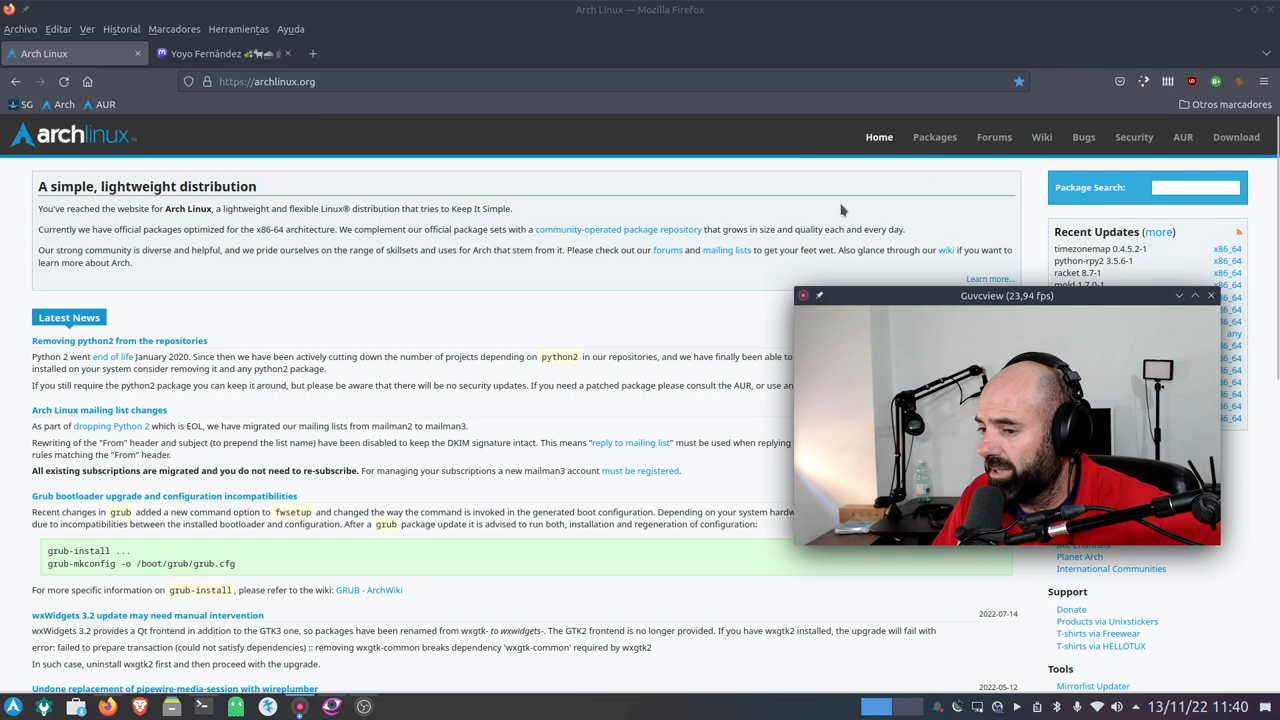 Arch Linux — Mozilla Firefox
Archivo Editar Ver Historial Marcadores Herramientas Ayuda
Arch Linux
Yoyo Fernández
https://archlinux.org
SG Arch AUR
Otros marcadores
archlinux
Home Packages Forums Wiki Bugs Security AUR Download
A simple, lightweight distribution
You've reached the website for Arch Linux, a lightweight and flexible Linux® distribution that tries to Keep It Simple.
Currently we have official packages optimized for the x86-64 architecture. We complement our official package sets with a community-operated package repository that grows in size and quality each and every day.
Our strong community is diverse and helpful, and we pride ourselves on the range of skillsets and uses for Arch that stem from it. Please check out our forums and mailing lists to get your feet wet. Also glance through our wiki if you want to
learn more about Arch.
Learn more...
Package Search:
Recent Updates (more)
timezonemap 0.4.5.2-1 x86_64
python-rpy2 3.5.6-1 x86_64
racket 8.7-1 x86_64
mold 1.7.0-1 x86_64
Guvcview (23,94 fps)
any
Latest News
Removing python2 from the repositories
Python 2 went end of life January 2020. Since then we have been actively cutting down the number of projects depending on python2 in our repositories, and we have finally been able to
installed on your system consider removing it and any python2 package.
If you still require the python2 package you can keep it around, but please be aware that there will be no security updates. If you need a patched package please consult the AUR, or use an
Arch Linux mailing list changes
As part of dropping Python 2 which is EOL, we have migrated our mailing lists from mailman2 to mailman3.
Rewriting of the "From" header and subject (to prepend the list name) have been disabled to keep the DKIM signature intact. This means "reply to mailing list" must be used when replying
rules matching the "From" header.
All existing subscriptions are migrated and you do not need to re-subscribe. For managing your subscriptions a new mailman3 account must be registered.
Grub bootloader upgrade and configuration incompatibilities
Recent changes in grub added a new command option to fwsetup and changed the way the command is invoked in the generated boot configuration. Depending on your system hardw
due to incompatibilities between the installed bootloader and configuration. After a grub package update it is advised to run both, installation and regeneration of configuration:
grub-install ...
grub-mkconfig -o /boot/grub/grub.cfg
For more specific information on grub-install, please refer to the wiki: GRUB - ArchWiki
wxWidgets 3.2 update may need manual intervention 2022-07-14
wxWidgets 3.2 provides a Qt frontend in addition to the GTK3 one, so packages have been renamed from wxgtk- to wxwidgets-. The GTK2 frontend is no longer provided. If you have wxgtk2 installed, the upgrade will fail with
error: failed to prepare transaction (could not satisfy dependencies) :: removing wxgtk-common breaks dependency 'wxgtk-common' required by wxgtk2
In such case, uninstall wxgtk2 first and then proceed with the upgrade.
Undone replacement of pipewire-media-session with wireplumber 2022-05-12
Planet Arch
International Communities
Support
Donate
Products via Unixstickers
T-shirts via Freewear
T-shirts via HELLOTUX
Tools
Mirrorlist Updater
13/11/22 11:40